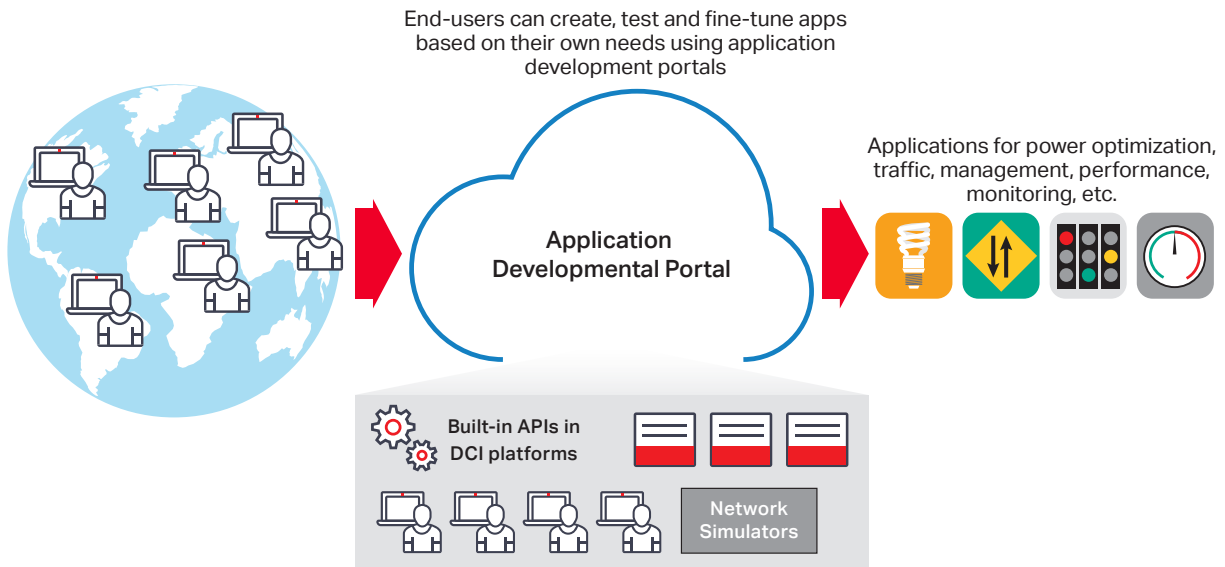 End-users can create, test and fine-tune apps
based on their own needs using application
development portals
Applications for power optimization,
traffic, management, performance,
monitoring, etc.
Application
Developmental Portal
Built-in APIs in
DCI platforms
Network
Simulators